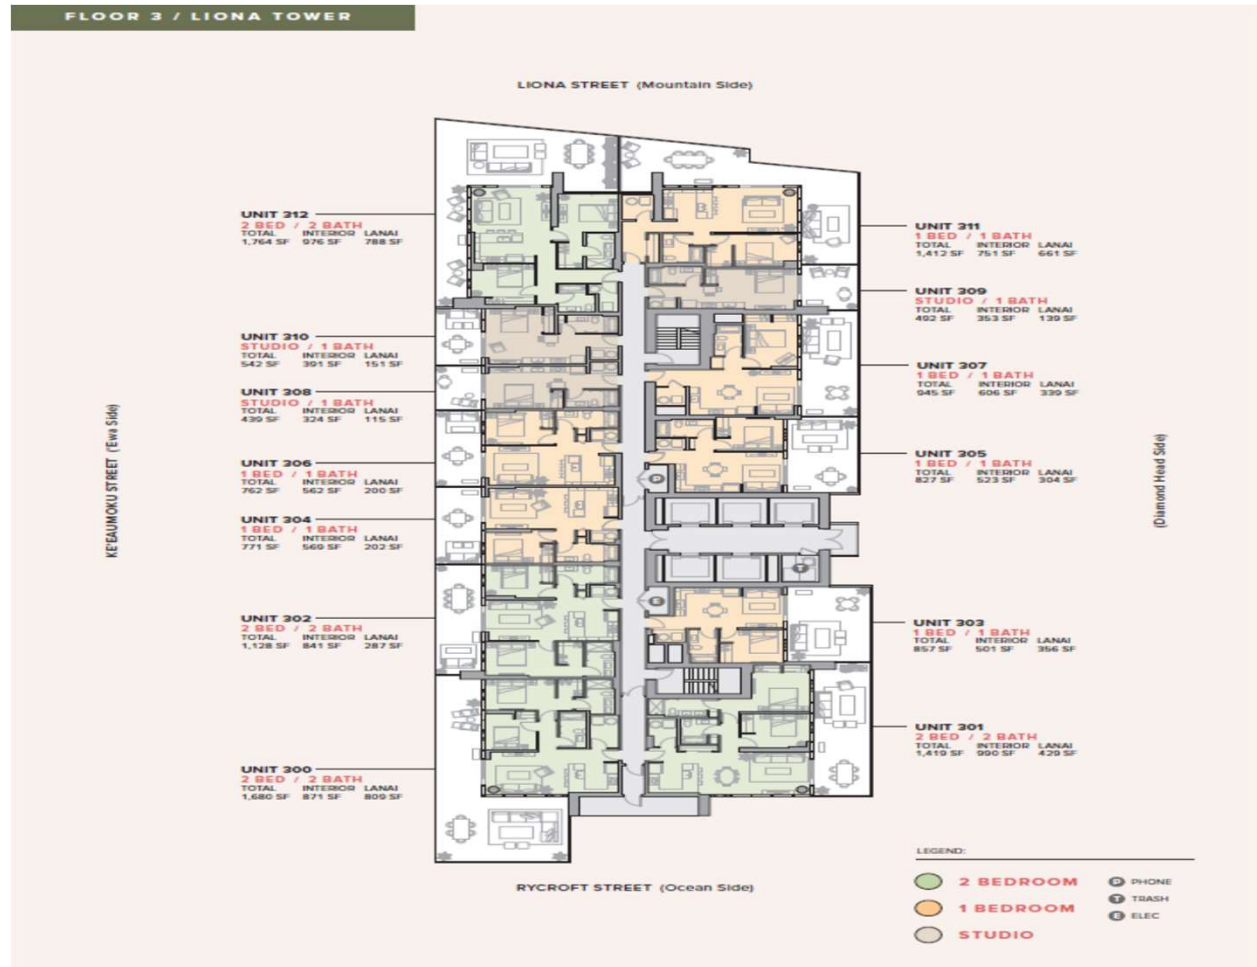 FLOOR 3 / LIONA TOWER
LIONA STREET (Mountain Side)
UNIT 312
2 BED / 2 BATH
TOTAL INTERIOR LANAI
1,764 SF 976 SF 788 SF
UNIT 310
STUDIO / 1 BATH
TOTAL INTERIOR LANAI
542 SF 391 SF 151 SF
UNIT 308
STUDIO / 1 BATH
TOTAL INTERIOR LANAI
439 SF 324 SF 115 SF
UNIT 306
1 BED / 1 BATH
TOTAL INTERIOR LANAI
762 SF 562 SF 200 SF
UNIT 304
1 BED / 1 BATH
TOTAL INTERIOR LANAI
771 SF 569 SF 202 SF
UNIT 302
2 BED / 2 BATH
TOTAL INTERIOR LANAI
1,128 SF 841 SF 287 SF
UNIT 300
2 BED / 2 BATH
TOTAL INTERIOR LANAI
1,680 SF 871 SF 809 SF
KE'EAUMOKU STREET (Ewa Side)
UNIT 311
1 BED / 1 BATH
TOTAL INTERIOR LANAI
1,412 SF 751 SF 661 SF
UNIT 309
STUDIO / 1 BATH
TOTAL INTERIOR LANAI
492 SF 353 SF 139 SF
UNIT 307
1 BED / 1 BATH
TOTAL INTERIOR LANAI
945 SF 606 SF 339 SF
UNIT 305
1 BED / 1 BATH
TOTAL INTERIOR LANAI
827 SF 523 SF 304 SF
UNIT 303
1 BED / 1 BATH
TOTAL INTERIOR LANAI
857 SF 501 SF 356 SF
UNIT 301
2 BED / 2 BATH
TOTAL INTERIOR LANAI
1,419 SF 990 SF 429 SF
(Diamond Head Side)
P
T
E
RYCROFT STREET (Ocean Side)
LEGEND:
2 BEDROOM
1 BEDROOM
STUDIO
P PHONE
T TRASH
E ELEC